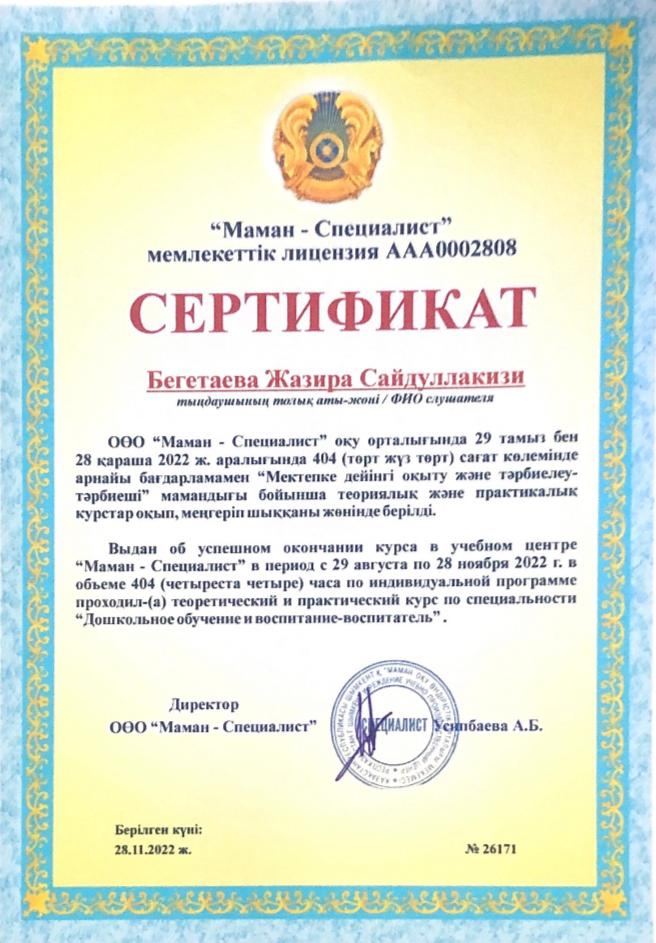 “Маман - Специалист”
мемлекеттік лицензия ААА0002808
СЕРТИФИКАТ
Бегетаева Жазира Сайдуллакизи
тыңдаушының толық аты-жөні / ФИО слушателя
ОӨО “Маман - Специалист” оқу орталығында 29 тамыз бен
28 қараша 2022 ж. аралығында 404 (төрт жүз төрт) сағат көлемінде
арнайы бағдарламамен “Мектепке дейінгі оқыту және тәрбиелеу-
тәрбиеші” мамандығы бойынша теориялық және практикалық
курстар оқып, меңгеріп шыққаны жөнінде берілді.
Выдан об успешном окончании курса в учебном центре
“Маман - Специалист” в период с 29 августа по 28 ноября 2022 г. в
объеме 404 (четыреста четыре) часа по индивидуальной программе
проходил-(а) теоретический и практический курс по специальности
“Дошкольное обучение и воспитание-воспитатель” .
Директор
ОӨО “Маман - Специалист” Усипбаева А.Б.
СПЕЦИАЛИСТ
Берілген күні:
28.11.2022 ж. № 26171